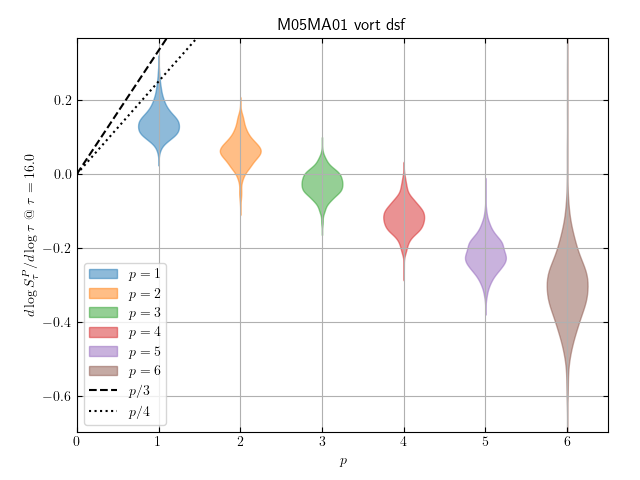 M05MA01 vort dsf
d log S_τ^P / d log τ @ τ = 16.0
0.2
0.0
−0.2
−0.4
−0.6
p = 1
p = 2
p = 3
p = 4
p = 5
p = 6
p/3
p/4
0 1 2 3 4 5 6
p